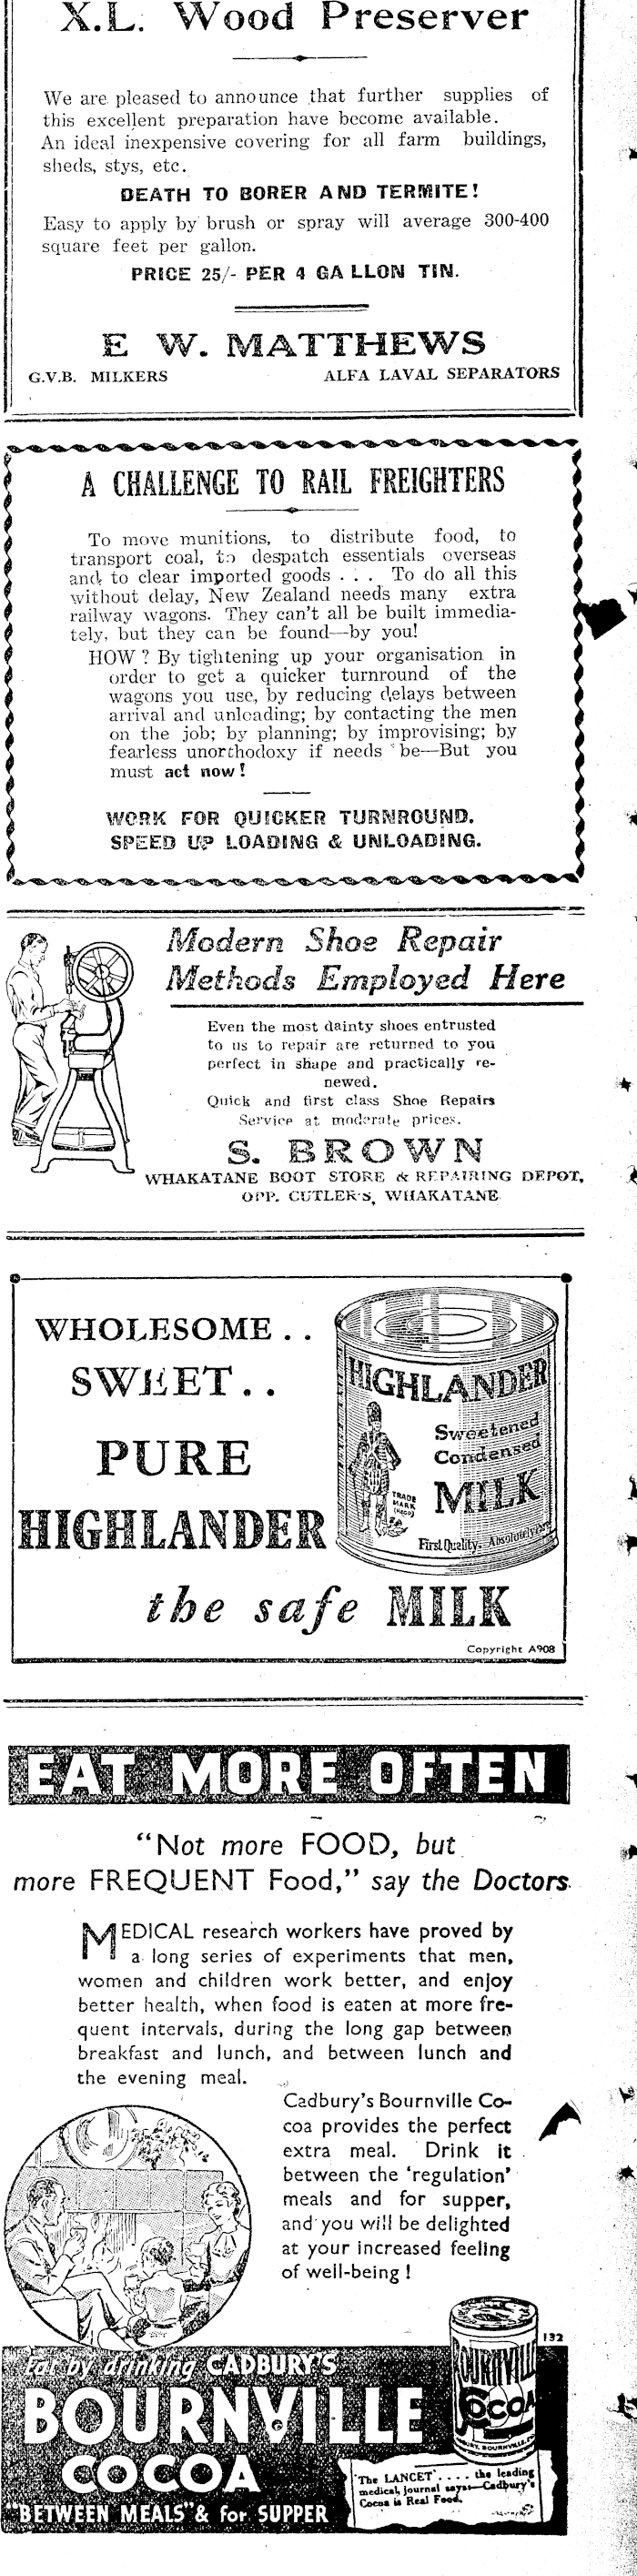 X.L. Wood Preserver
We are pleased to announce that further supplies of
this excellent preparation have become available.
An ideal inexpensive covering for all farm buildings,
sheds, stys, etc.
DEATH TO BORER AND TERMITE!
Easy to apply by brush or spray will average 300-400
square feet per gallon.
PRICE 25/- PER 4 GALLON TIN.
E W. MATTHEWS
G.V.B. MILKERS ALFA LAVAL SEPARATORS
A CHALLENGE TO RAIL FREIGHTERS
To move munitions, to distribute food, to
transport coal, to despatch essentials overseas
and to clear imported goods . . . To do all this
without delay, New Zealand needs many extra
railway wagons. They can't all be built immedia-
tely, but they can be found—by you!
HOW ? By tightening up your organisation in
order to get a quicker turnround of the
wagons you use, by reducing delays between
arrival and unloading; by contacting the men
on the job; by planning; by improvising; by
fearless unorthodoxy if needs be—But you
must act now!
WORK FOR QUICKER TURNROUND.
SPEED UP LOADING & UNLOADING.
Modern Shoe Repair
Methods Employed Here
Even the most dainty shoes entrusted
to us to repair are returned to you
perfect in shape and practically re-
newed.
Quick and first class Shoe Repairs
Service at moderate prices.
S. BROWN
WHAKATANE BOOT STORE & REPAIRING DEPOT,
OPP. CUTLER'S, WHAKATANE
WHOLESOME . .
SWEET . .
PURE
HIGHLANDER
the safe MILK
HIGHLANDER
Sweetened
Condensed
MILK
TRADE
MARK
First Quality. Absolutely
Copyright A908
EAT MORE OFTEN
"Not more FOOD, but
more FREQUENT Food," say the Doctors
MEDICAL research workers have proved by
a long series of experiments that men,
women and children work better, and enjoy
better health, when food is eaten at more fre-
quent intervals, during the long gap between
breakfast and lunch, and between lunch and
the evening meal.
Cadbury's Bournville Co-
coa provides the perfect
extra meal. Drink it
between the 'regulation'
meals and for supper,
and you will be delighted
at your increased feeling
of well-being !
132
Eat by drinking CADBURY'S
BOURNVILLE
COCOA
"BETWEEN MEALS" & for SUPPER
BOURNVILLE
COCOA
The LANCET . . . . the leading
medical journal says:—Cadbury's
Cocoa is Real Food.